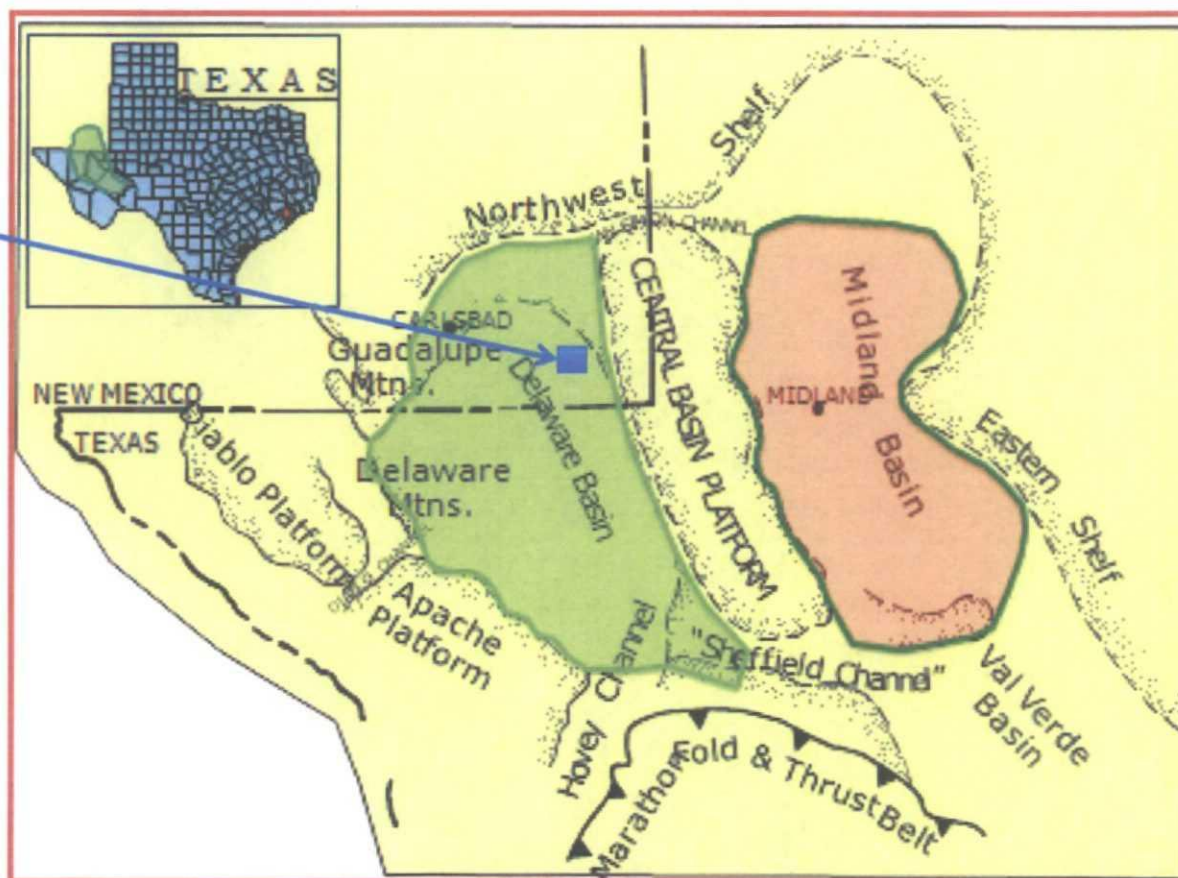 TEXAS
Shelf
Northwest
CHANNEL
CARLSBAD
Guadalupe
Mtns.
CENTRAL BASIN PLATFORM
Midland
Basin
MIDLAND
Delaware Basin
NEW MEXICO
TEXAS
Diablo Platform
Delaware
Mtns.
Eastern
Shelf
Apache
Platform
Hovey Channel
"Sheffield Channel"
Val Verde
Basin
Marathon Fold & Thrust Belt